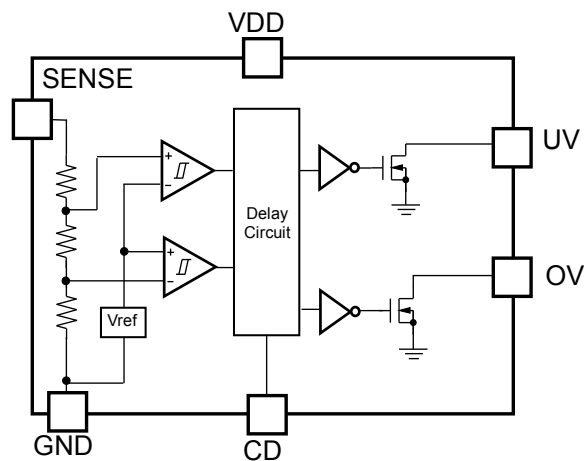 VDD
SENSE
UV
+
−
Delay
Circuit
+
−
OV
Vref
GND
CD